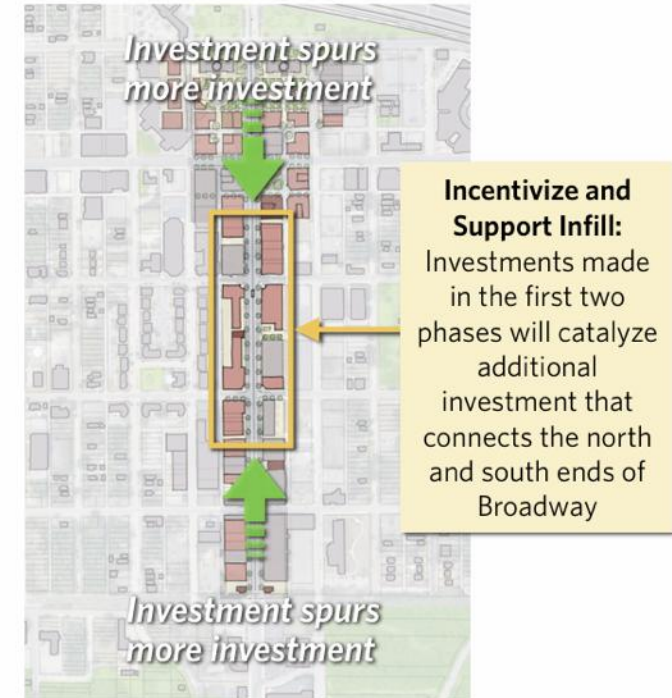 Investment spurs
more investment
Incentivize and
Support Infill:
Investments made
in the first two
phases will catalyze
additional
investment that
connects the north
and south ends of
Broadway
Investment spurs
more investment